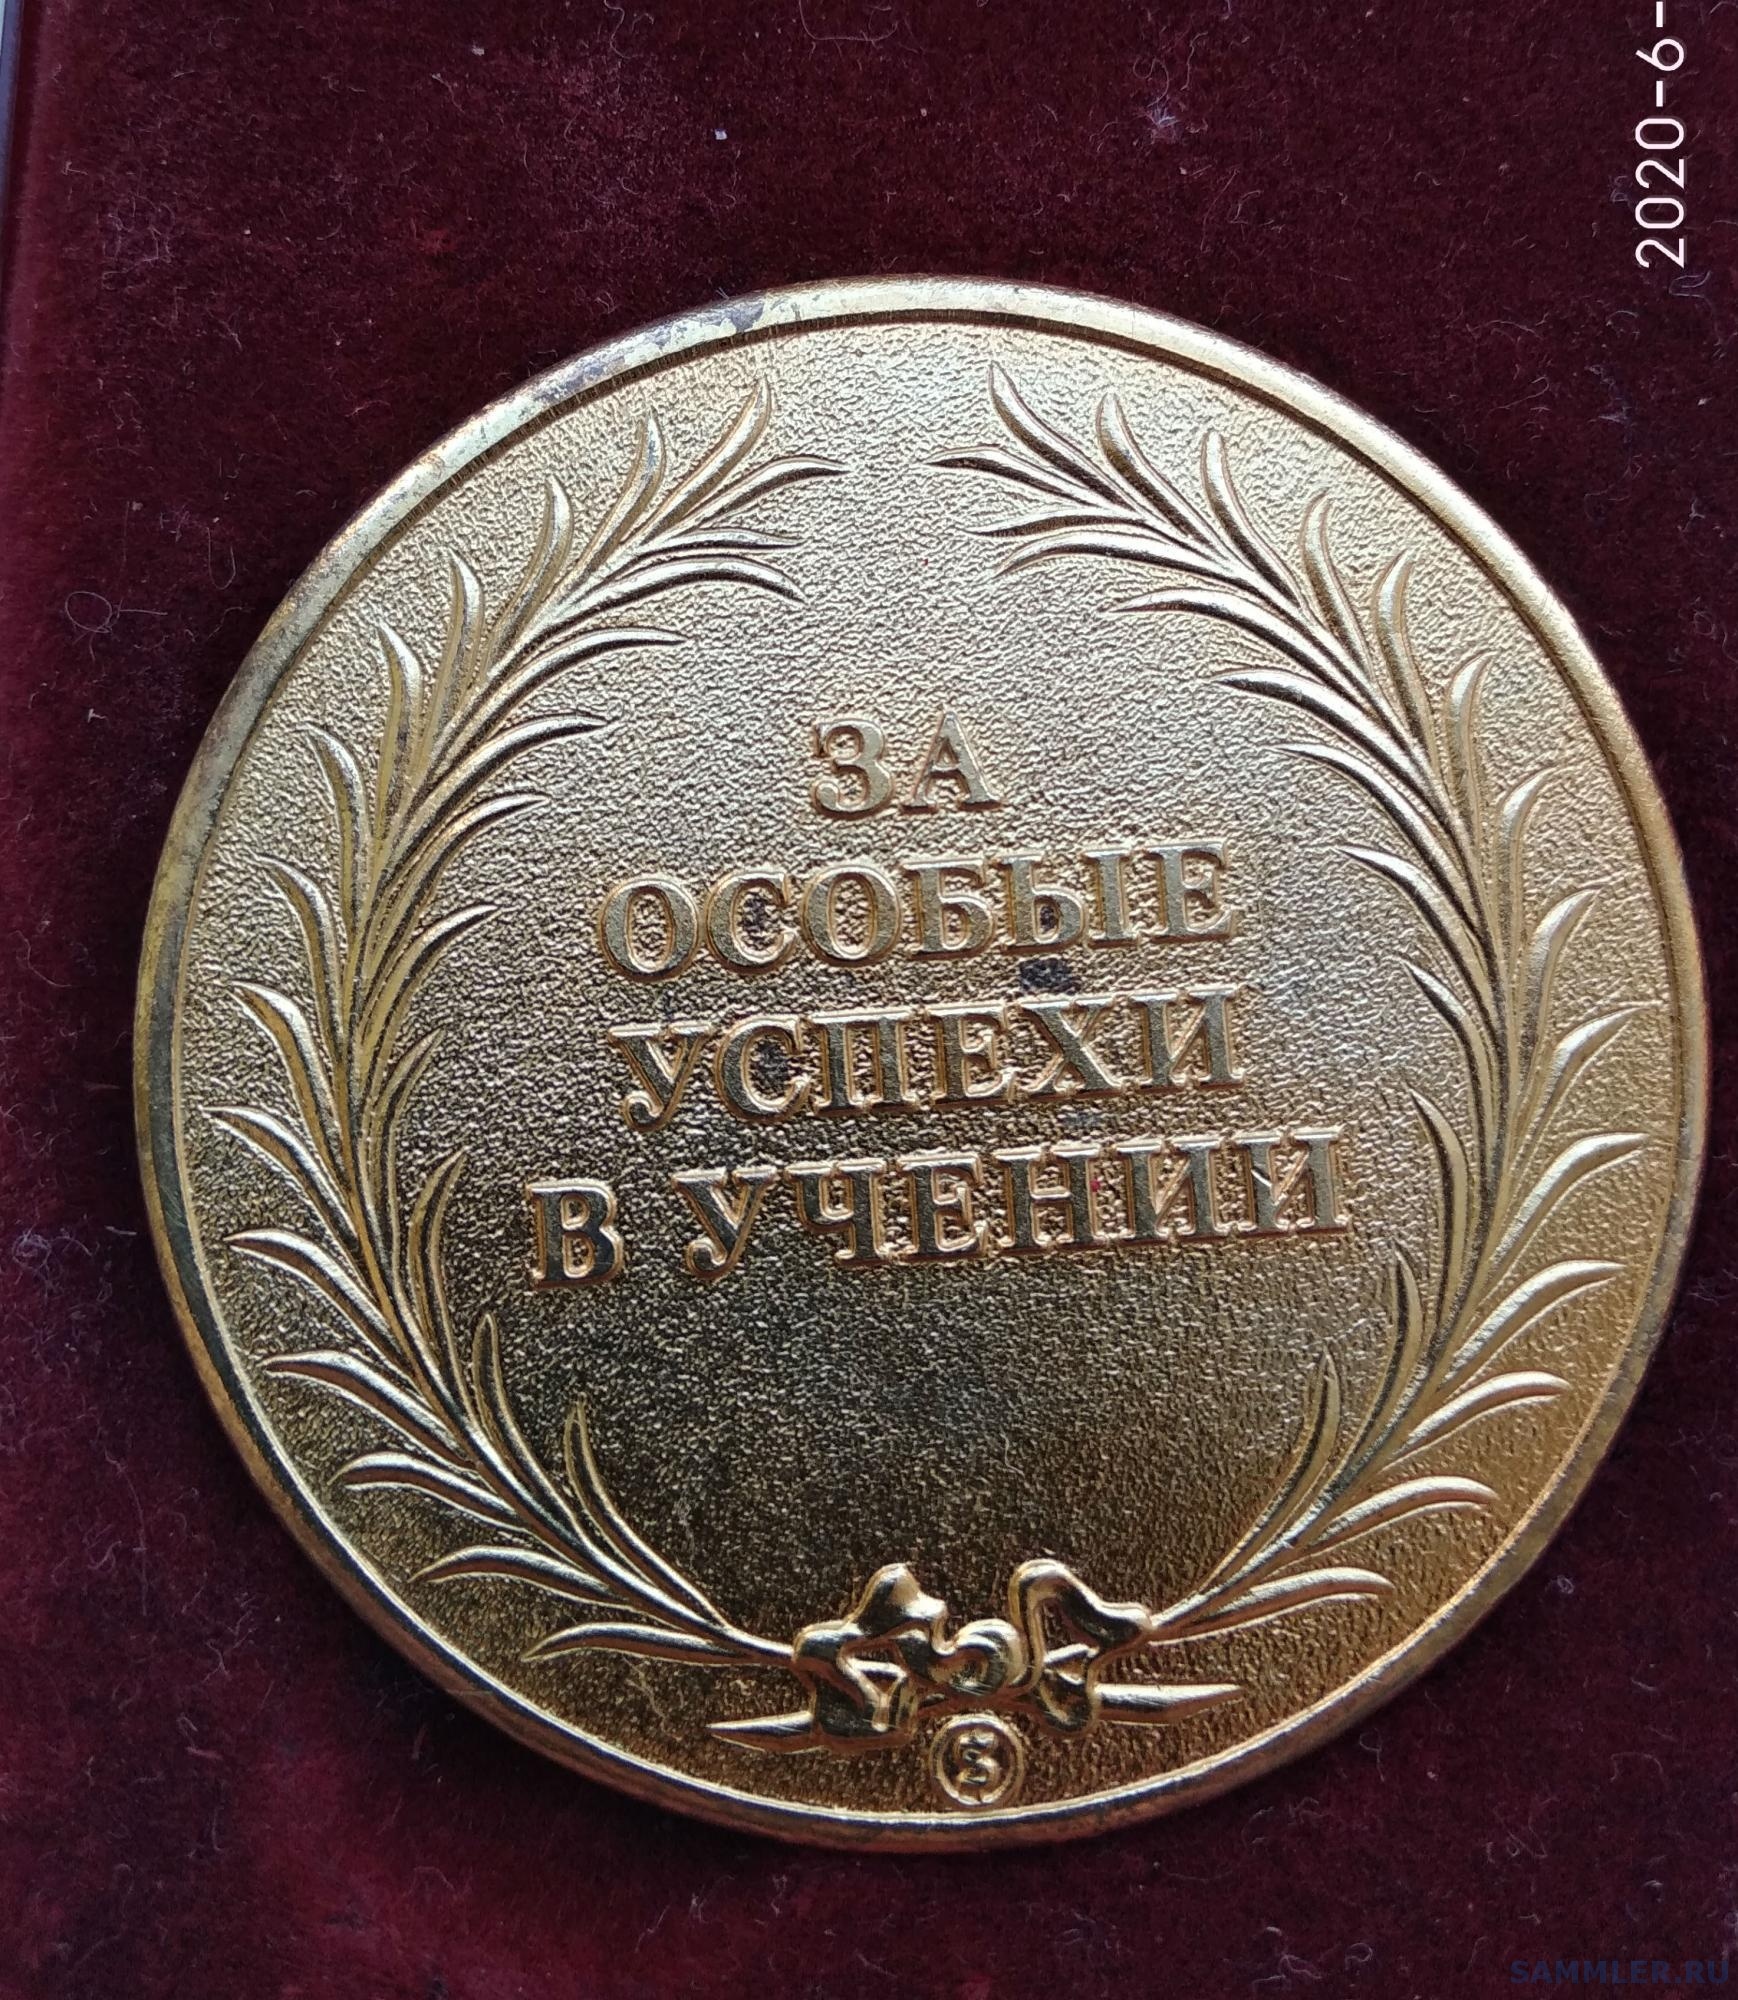 2020-6-
ЗА
ОСОБЫЕ
УСПЕХИ
В УЧЕНИИ
SAMMLER.RU